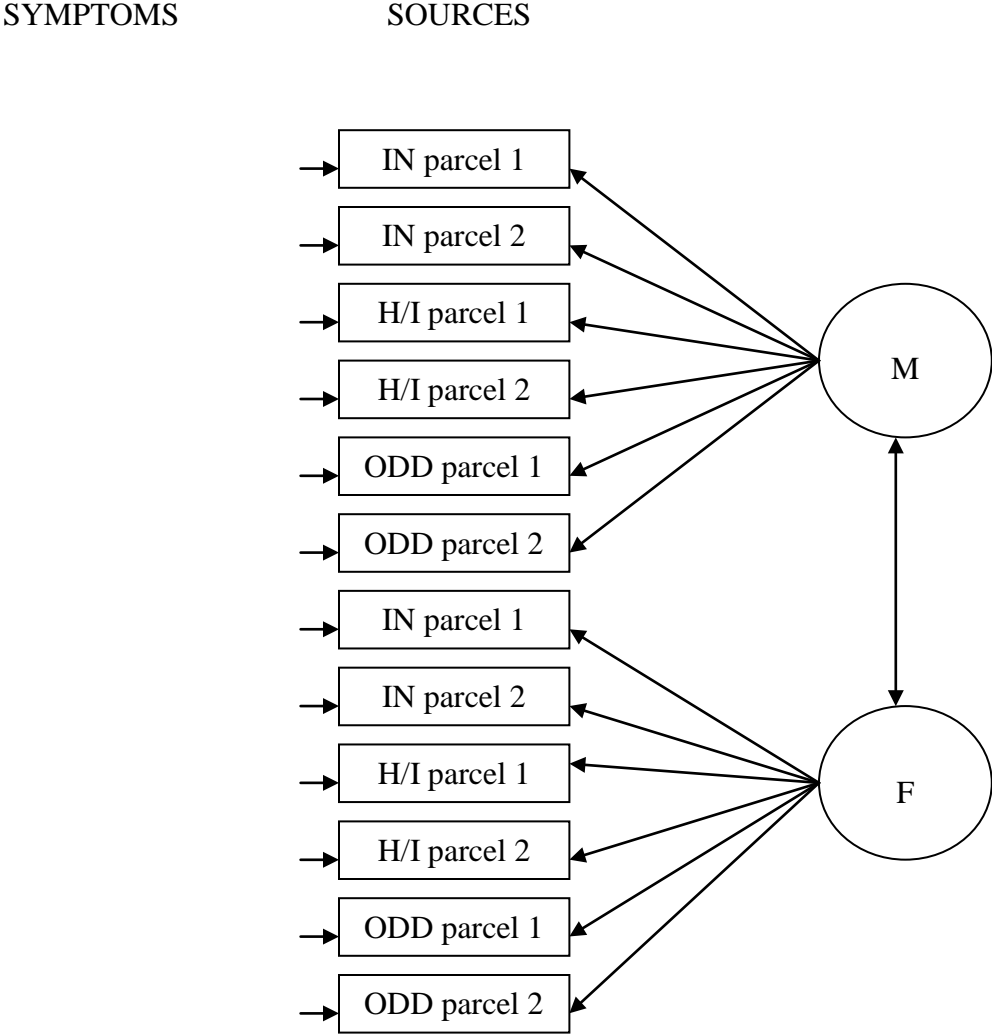 SYMPTOMS SOURCES
IN parcel 1
IN parcel 2
H/I parcel 1
H/I parcel 2
ODD parcel 1
ODD parcel 2
M
IN parcel 1
IN parcel 2
H/I parcel 1
H/I parcel 2
ODD parcel 1
ODD parcel 2
F